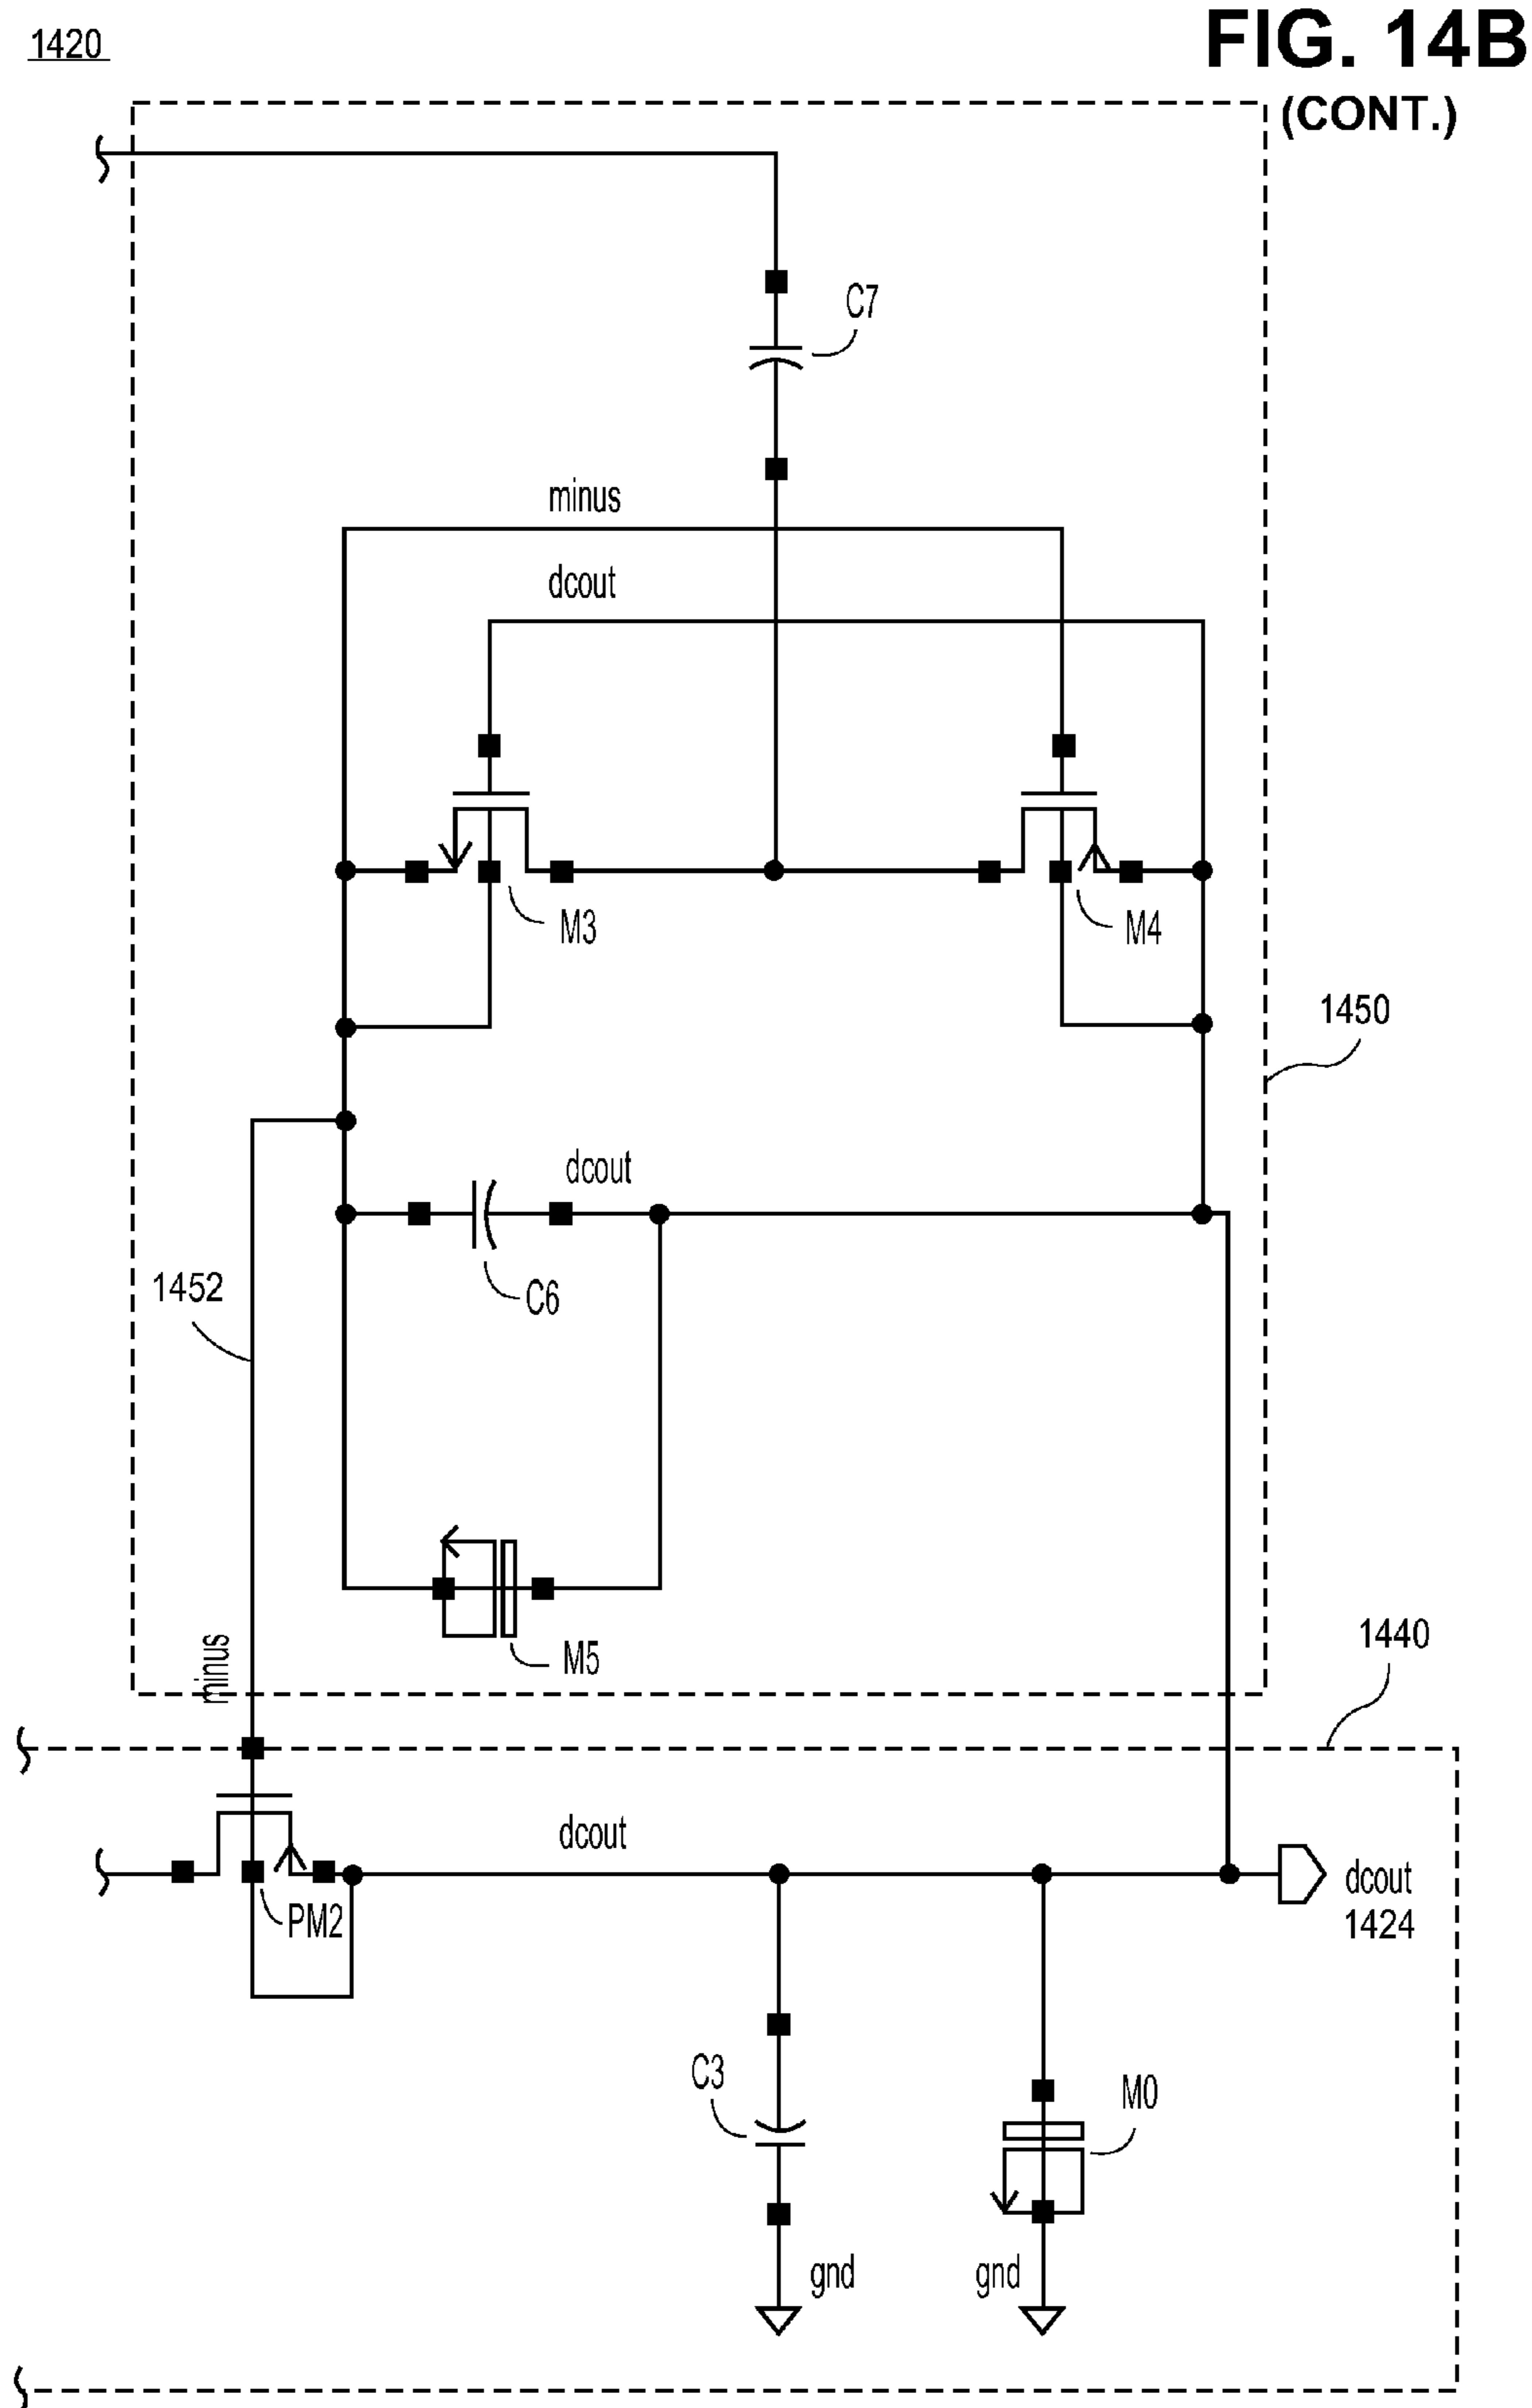 1420
FIG. 14B
(CONT.)
C7
minus
dcout
M3
M4
1450
dcout
C6
1452
M5
minus
1440
dcout
PM2
dcout
1424
C3
M0
gnd
gnd